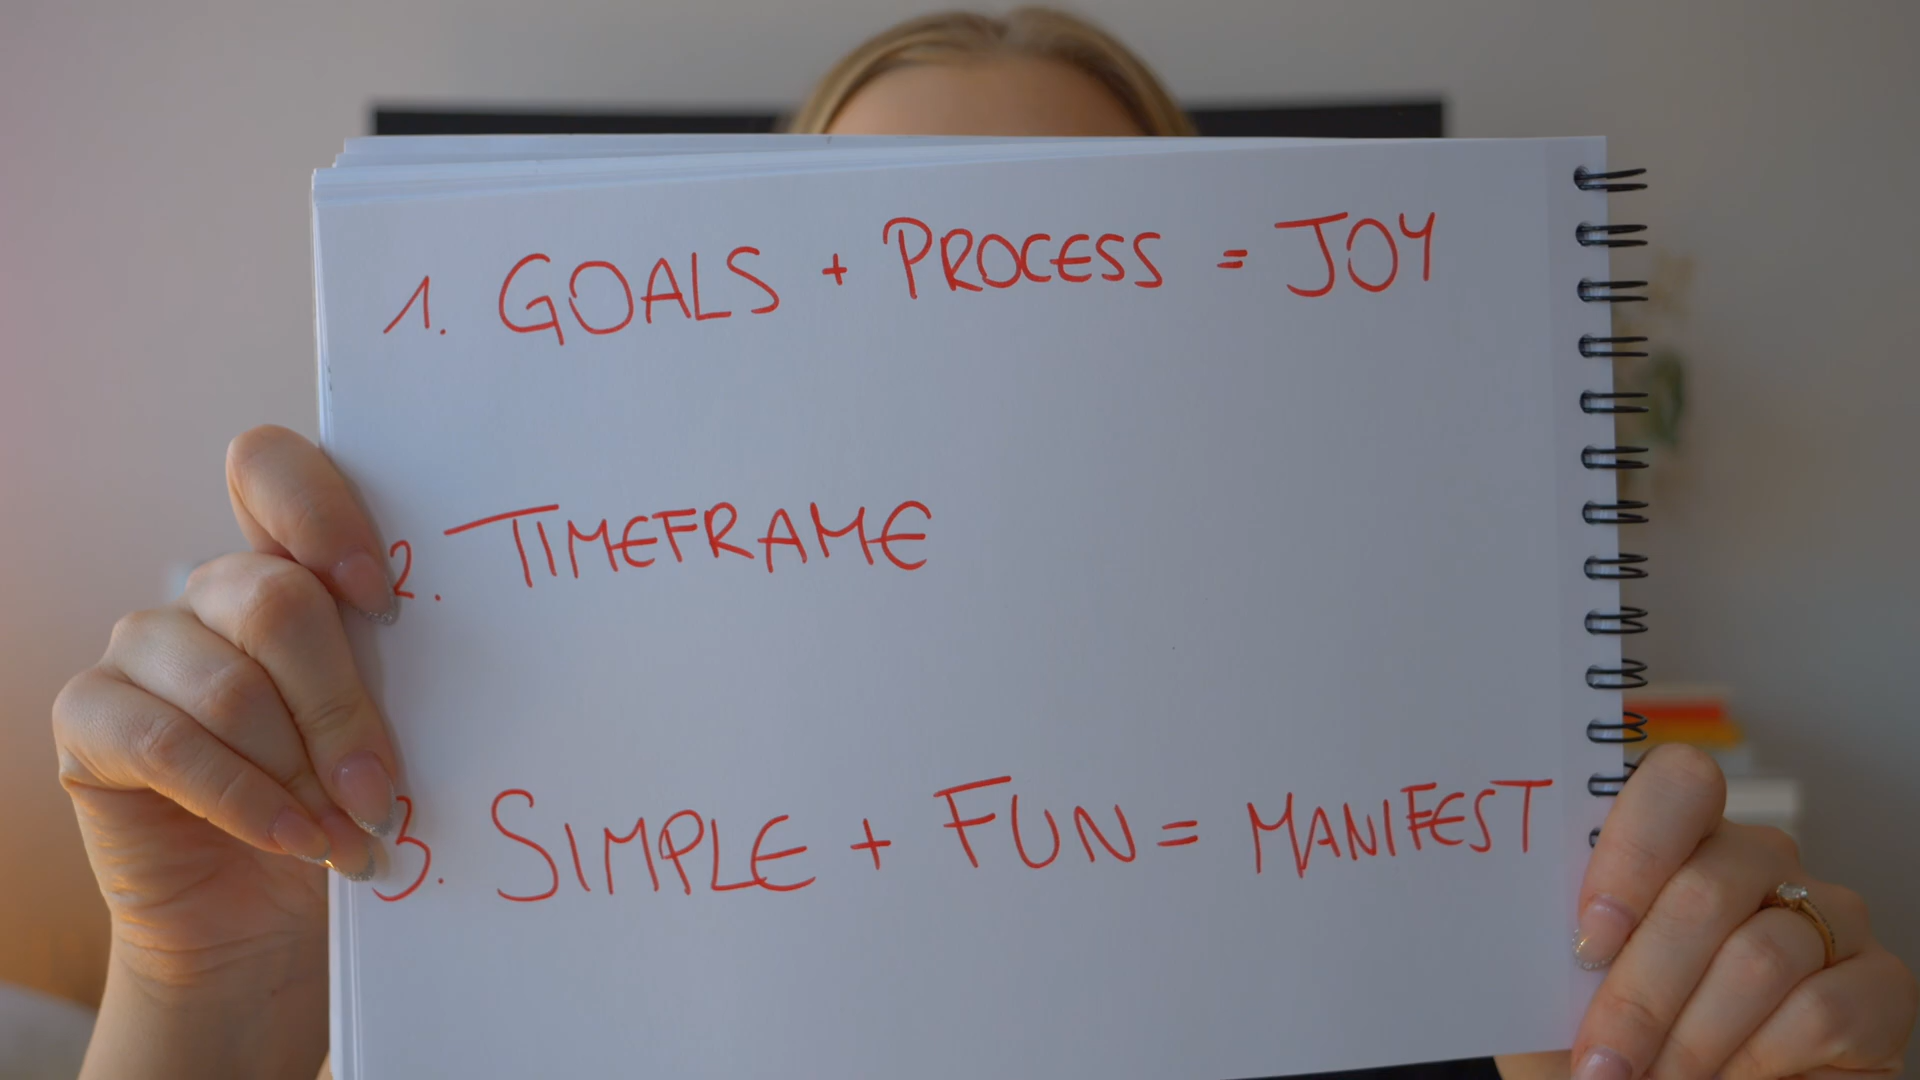 1. GOALS + PROCESS = JOY
2. TIMEFRAME
3. SIMPLE + FUN = MANIFEST